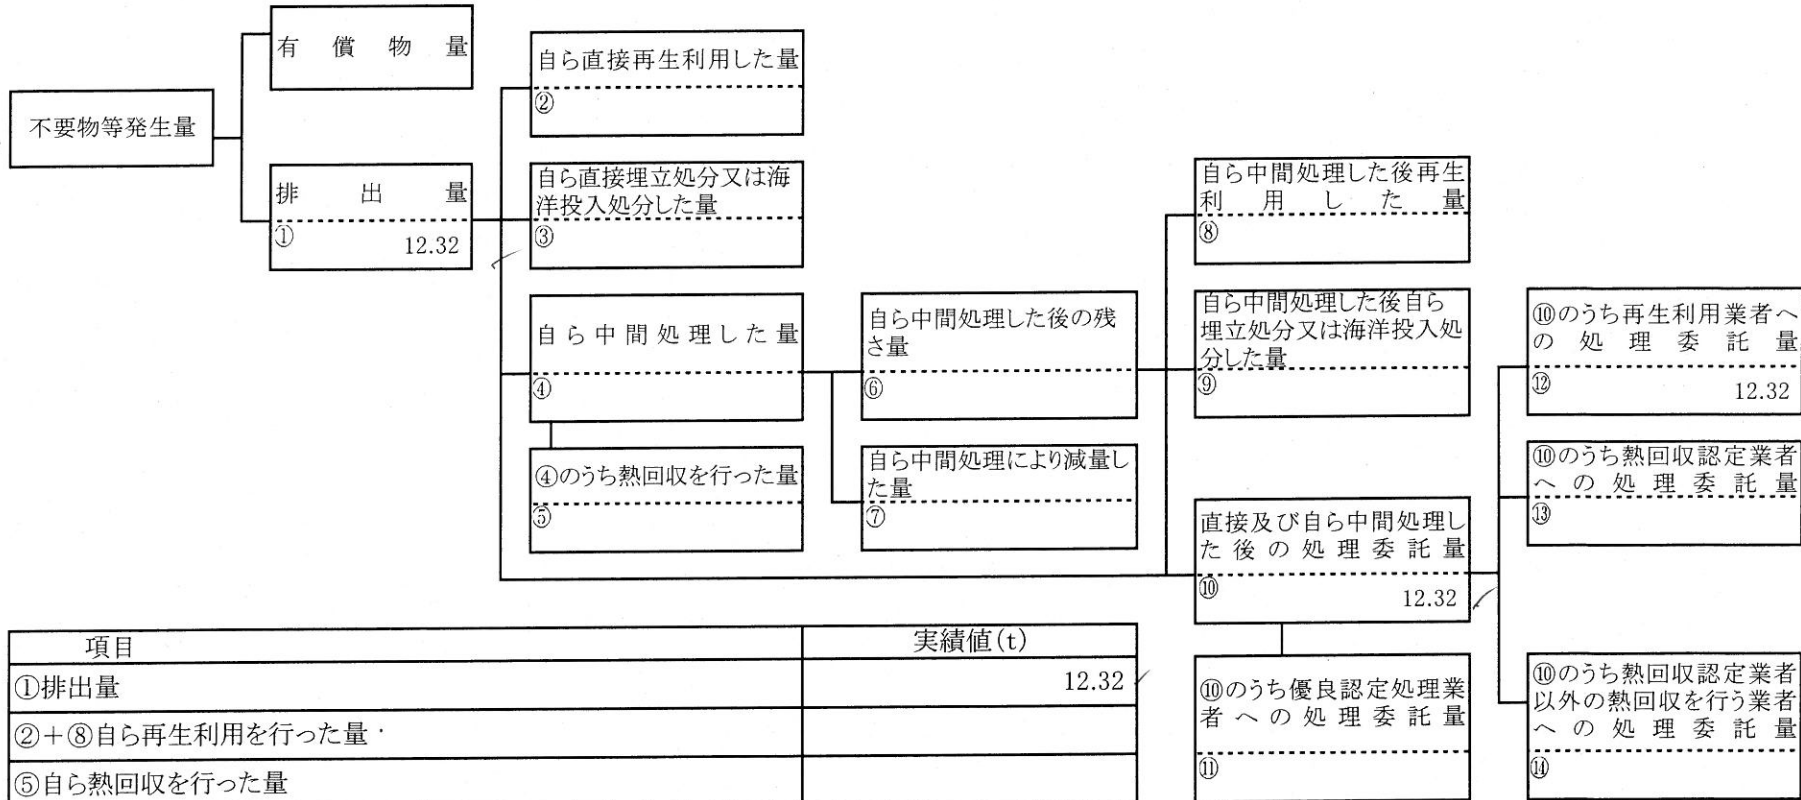 有償物量
不要物等発生量
排出量
①
12.32
自ら直接再生利用した量
②
自ら直接埋立処分又は海
洋投入処分した量
③
自ら中間処理した量
④
④のうち熱回収を行った量
⑤
自ら中間処理した後の残
さ量
⑥
自ら中間処理により減量し
た量
⑦
自ら中間処理した後再生
利用した量
⑧
自ら中間処理した後自ら
埋立処分又は海洋投入処
分した量
⑨
直接及び自ら中間処理し
た後の処理委託量
⑩
12.32
⑩のうち優良認定処理業
者への処理委託量
⑪
⑩のうち再生利用業者へ
の処理委託量
⑫
12.32
⑩のうち熱回収認定業者
への処理委託量
⑬
⑩のうち熱回収認定業者
以外の熱回収を行う業者
への処理委託量
⑭
項目 実績値(t)
①排出量 12.32
②+⑧自ら再生利用を行った量
⑤自ら熱回収を行った量